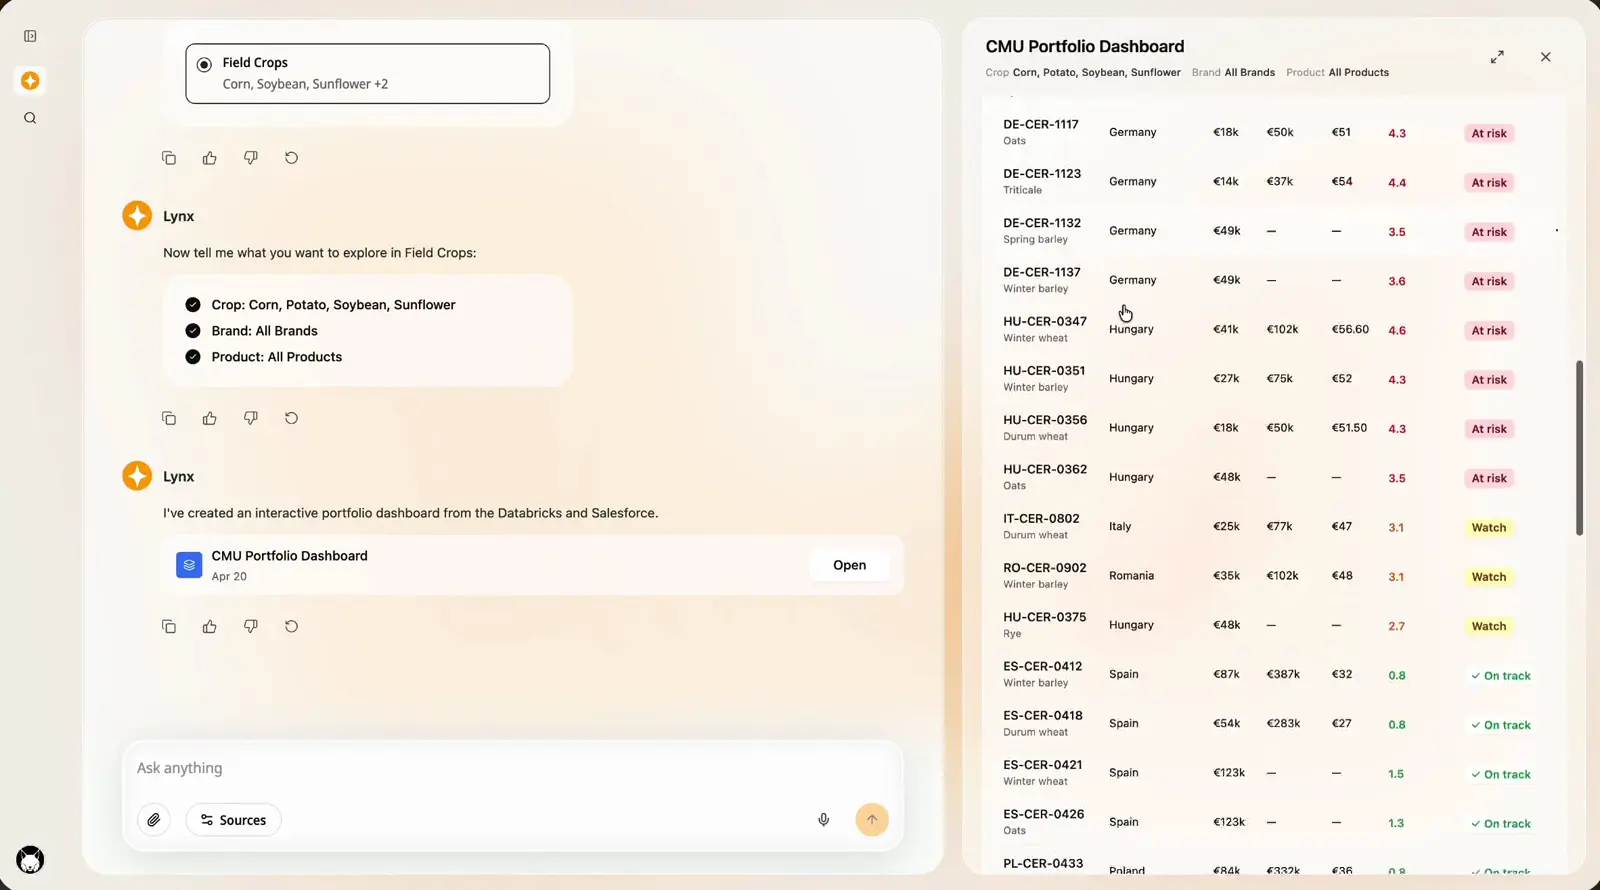 Field Crops
Corn, Soybean, Sunflower +2
Lynx
Now tell me what you want to explore in Field Crops:
Crop: Corn, Potato, Soybean, Sunflower
Brand: All Brands
Product: All Products
Lynx
I've created an interactive portfolio dashboard from the Databricks and Salesforce.
CMU Portfolio Dashboard
Apr 20
Open
Ask anything
Sources
CMU Portfolio Dashboard
Crop Corn, Potato, Soybean, Sunflower Brand All Brands Product All Products
DE-CER-1117 Germany €18k €50k €51 4.3 At risk
Oats
DE-CER-1123 Germany €14k €37k €54 4.4 At risk
Triticale
DE-CER-1132 Germany €49k — — 3.5 At risk
Spring barley
DE-CER-1137 Germany €49k — — 3.6 At risk
Winter barley
HU-CER-0347 Hungary €41k €102k €56.60 4.6 At risk
Winter wheat
HU-CER-0351 Hungary €27k €75k €52 4.3 At risk
Winter barley
HU-CER-0356 Hungary €18k €50k €51.50 4.3 At risk
Durum wheat
HU-CER-0362 Hungary €48k — — 3.5 At risk
Oats
IT-CER-0802 Italy €25k €77k €47 3.1 Watch
Durum wheat
RO-CER-0902 Romania €35k €102k €48 3.1 Watch
Winter barley
HU-CER-0375 Hungary €48k — — 2.7 Watch
Rye
ES-CER-0412 Spain €87k €387k €32 0.8 On track
Winter barley
ES-CER-0418 Spain €54k €283k €27 0.8 On track
Durum wheat
ES-CER-0421 Spain €123k — — 1.5 On track
Winter wheat
ES-CER-0426 Spain €123k — — 1.3 On track
Oats
PL-CER-0433 Poland €84k €332k €36 0.8 On track